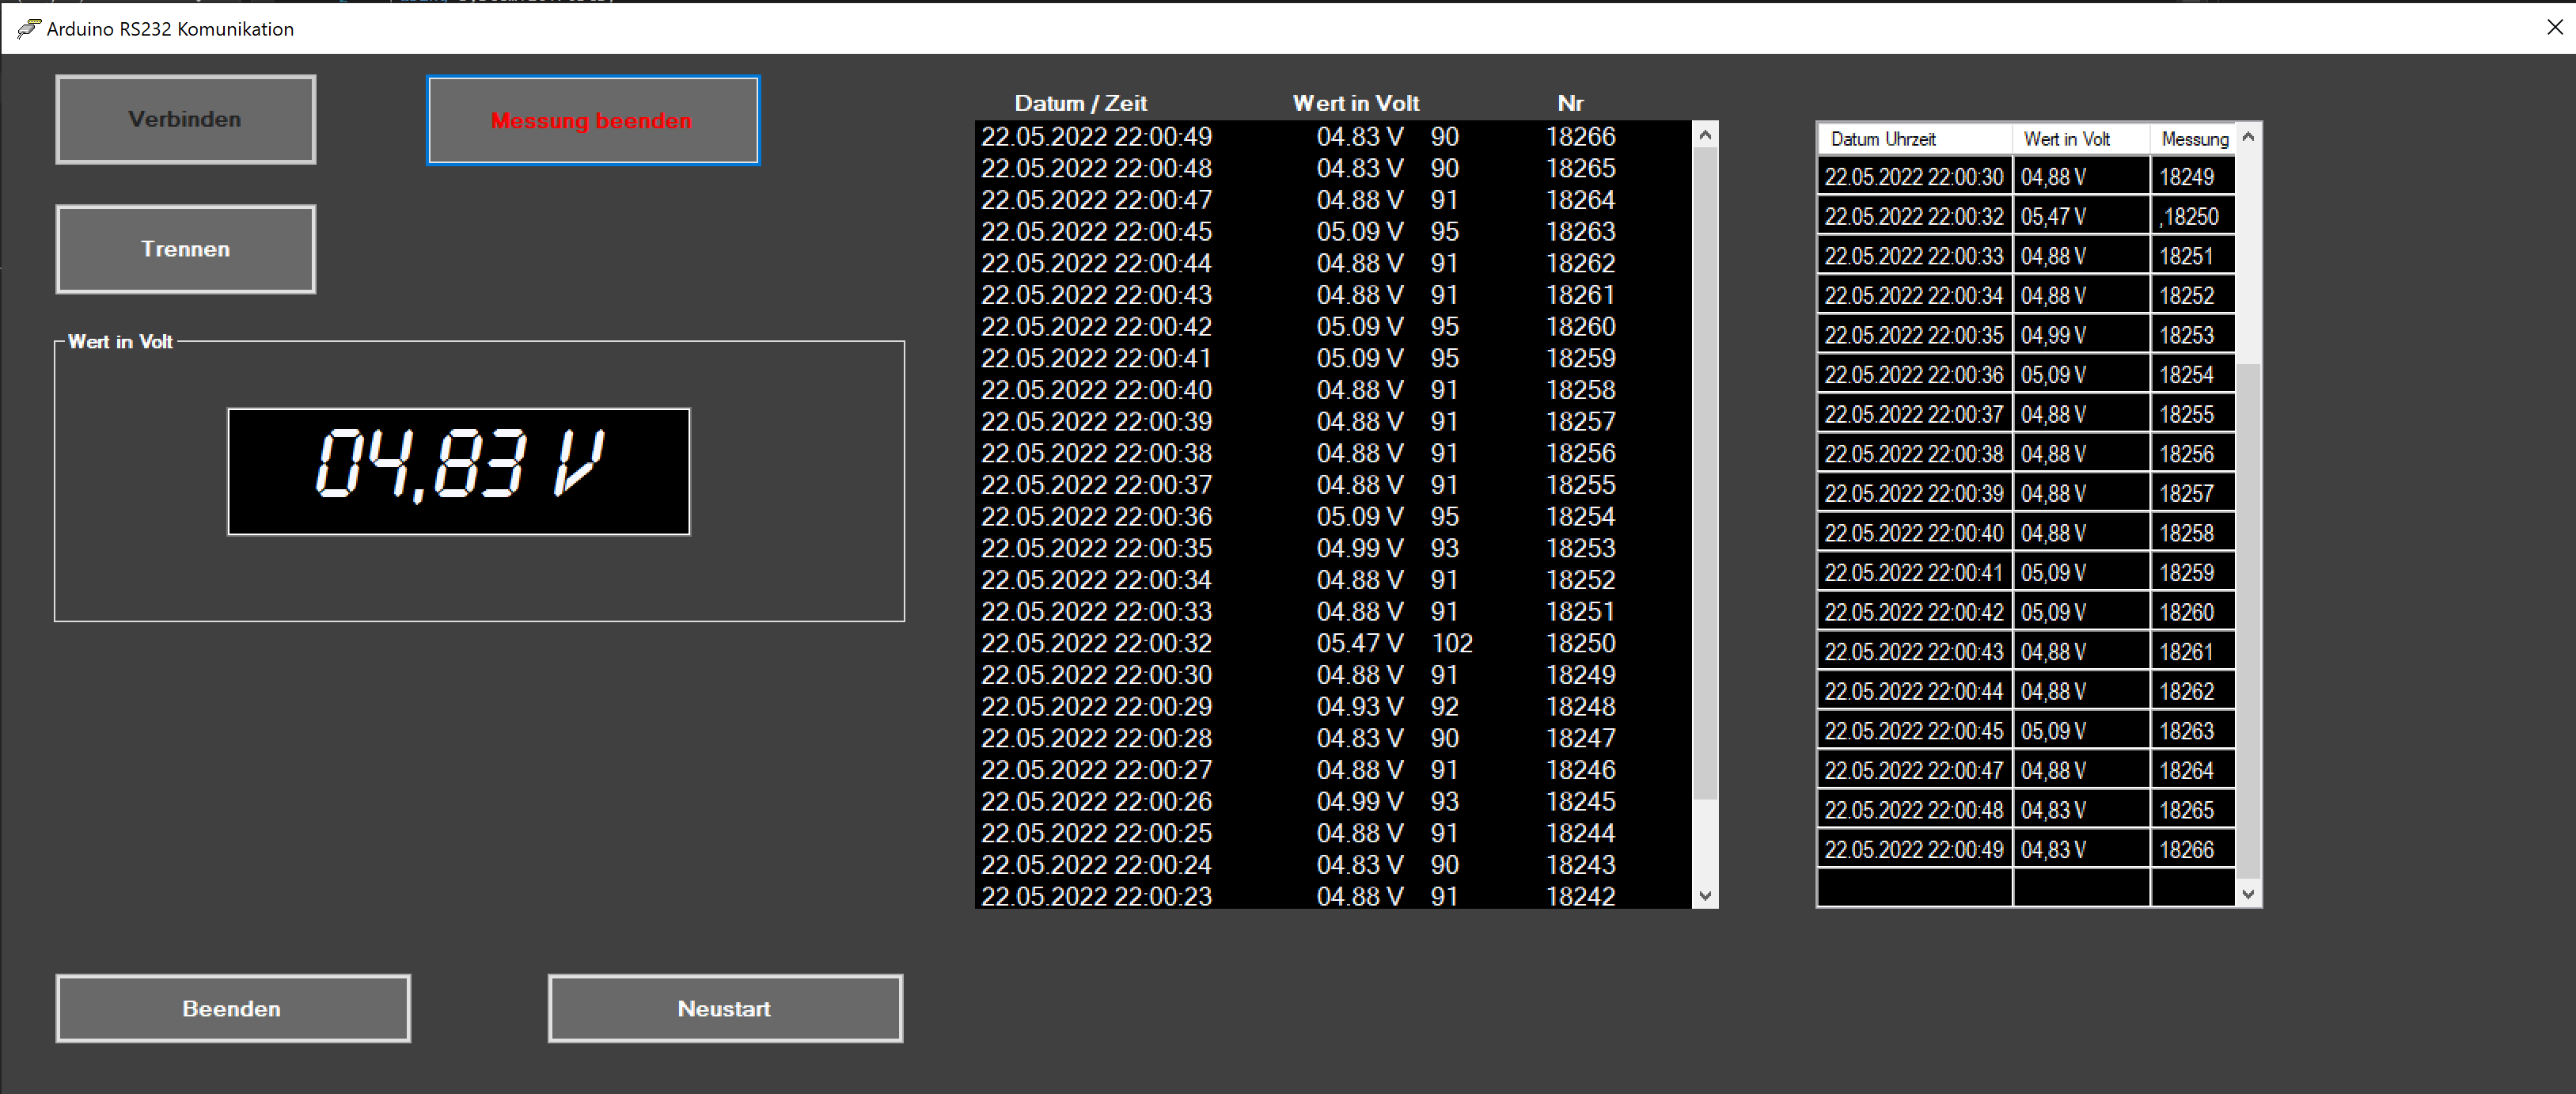 Arduino RS232 Komunikation
Verbinden
Messung beenden
Trennen
Wert in Volt
04,83 V
Beenden
Neustart
Datum / Zeit Wert in Volt Nr
22.05.2022 22:00:49 04.83 V 90 18266
22.05.2022 22:00:48 04.83 V 90 18265
22.05.2022 22:00:47 04.88 V 91 18264
22.05.2022 22:00:45 05.09 V 95 18263
22.05.2022 22:00:44 04.88 V 91 18262
22.05.2022 22:00:43 04.88 V 91 18261
22.05.2022 22:00:42 05.09 V 95 18260
22.05.2022 22:00:41 05.09 V 95 18259
22.05.2022 22:00:40 04.88 V 91 18258
22.05.2022 22:00:39 04.88 V 91 18257
22.05.2022 22:00:38 04.88 V 91 18256
22.05.2022 22:00:37 04.88 V 91 18255
22.05.2022 22:00:36 05.09 V 95 18254
22.05.2022 22:00:35 04.99 V 93 18253
22.05.2022 22:00:34 04.88 V 91 18252
22.05.2022 22:00:33 04.88 V 91 18251
22.05.2022 22:00:32 05.47 V 102 18250
22.05.2022 22:00:30 04.88 V 91 18249
22.05.2022 22:00:29 04.93 V 92 18248
22.05.2022 22:00:28 04.83 V 90 18247
22.05.2022 22:00:27 04.88 V 91 18246
22.05.2022 22:00:26 04.99 V 93 18245
22.05.2022 22:00:25 04.88 V 91 18244
22.05.2022 22:00:24 04.83 V 90 18243
22.05.2022 22:00:23 04.88 V 91 18242
Datum Uhrzeit Wert in Volt Messung
22.05.2022 22:00:30 04,88 V 18249
22.05.2022 22:00:32 05,47 V ,18250
22.05.2022 22:00:33 04,88 V 18251
22.05.2022 22:00:34 04,88 V 18252
22.05.2022 22:00:35 04,99 V 18253
22.05.2022 22:00:36 05,09 V 18254
22.05.2022 22:00:37 04,88 V 18255
22.05.2022 22:00:38 04,88 V 18256
22.05.2022 22:00:39 04,88 V 18257
22.05.2022 22:00:40 04,88 V 18258
22.05.2022 22:00:41 05,09 V 18259
22.05.2022 22:00:42 05,09 V 18260
22.05.2022 22:00:43 04,88 V 18261
22.05.2022 22:00:44 04,88 V 18262
22.05.2022 22:00:45 05,09 V 18263
22.05.2022 22:00:47 04,88 V 18264
22.05.2022 22:00:48 04,83 V 18265
22.05.2022 22:00:49 04,83 V 18266